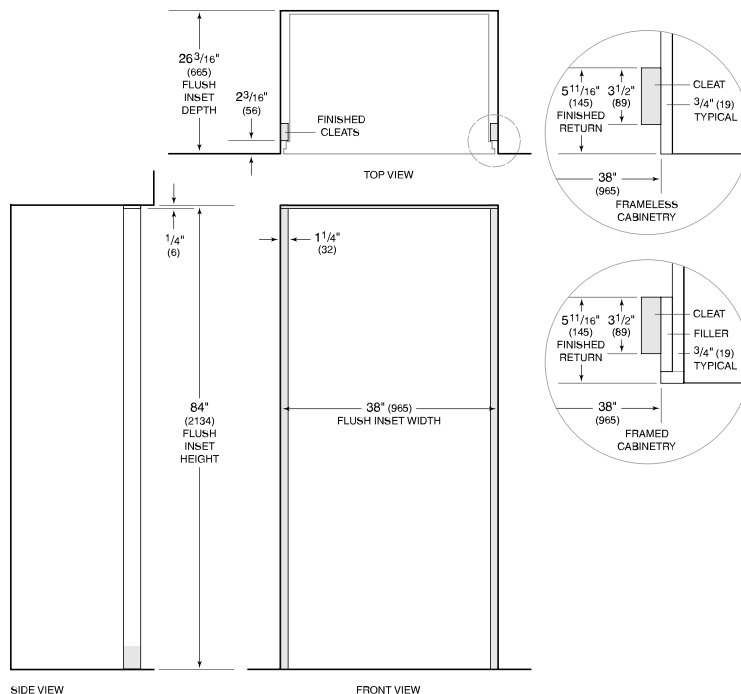 26 3/16"
(665)
FLUSH
INSET
DEPTH
2 3/16"
(56)
FINISHED
CLEATS
TOP VIEW
5 11/16"
(145)
FINISHED
RETURN
3 1/2"
(89)
CLEAT
3/4" (19)
TYPICAL
38"
(965)
FRAMELESS
CABINETRY
1/4"
(6)
1 1/4"
(32)
84"
(2134)
FLUSH
INSET
HEIGHT
38" (965)
FLUSH INSET WIDTH
5 11/16"
(145)
FINISHED
RETURN
3 1/2"
(89)
CLEAT
FILLER
3/4" (19)
TYPICAL
38"
(965)
FRAMED
CABINETRY
SIDE VIEW
FRONT VIEW